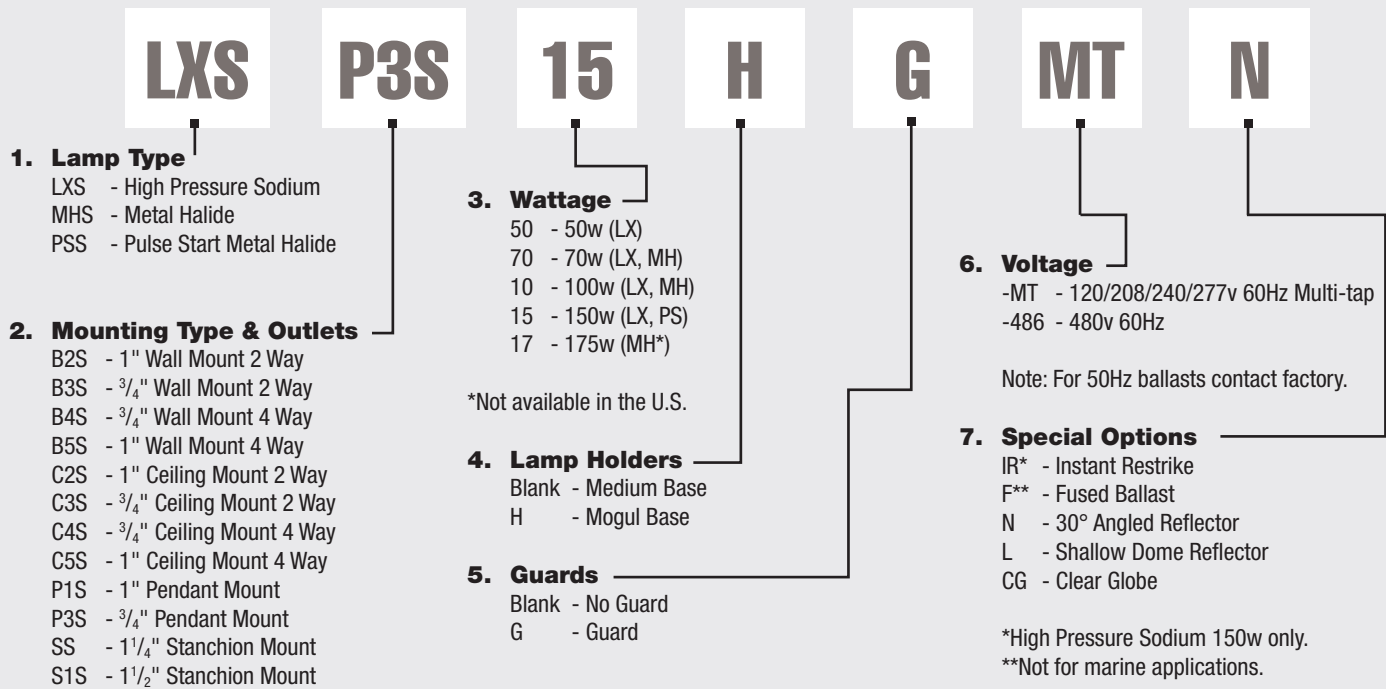 LXS P3S 15 H G MT N
1. Lamp Type
LXS - High Pressure Sodium
MHS - Metal Halide
PSS - Pulse Start Metal Halide
2. Mounting Type & Outlets
B2S - 1" Wall Mount 2 Way
B3S - 3/4" Wall Mount 2 Way
B4S - 3/4" Wall Mount 4 Way
B5S - 1" Wall Mount 4 Way
C2S - 1" Ceiling Mount 2 Way
C3S - 3/4" Ceiling Mount 2 Way
C4S - 3/4" Ceiling Mount 4 Way
C5S - 1" Ceiling Mount 4 Way
P1S - 1" Pendant Mount
P3S - 3/4" Pendant Mount
SS - 1 1/4" Stanchion Mount
S1S - 1 1/2" Stanchion Mount
3. Wattage
50 - 50w (LX)
70 - 70w (LX, MH)
10 - 100w (LX, MH)
15 - 150w (LX, PS)
17 - 175w (MH*)
*Not available in the U.S.
4. Lamp Holders
Blank - Medium Base
H - Mogul Base
5. Guards
Blank - No Guard
G - Guard
6. Voltage
-MT - 120/208/240/277v 60Hz Multi-tap
-486 - 480v 60Hz
Note: For 50Hz ballasts contact factory.
7. Special Options
IR* - Instant Restrike
F** - Fused Ballast
N - 30° Angled Reflector
L - Shallow Dome Reflector
CG - Clear Globe
*High Pressure Sodium 150w only.
**Not for marine applications.